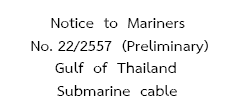 Notice to Mariners
No. 22/2557 (Preliminary)
Gulf of Thailand
Submarine cable